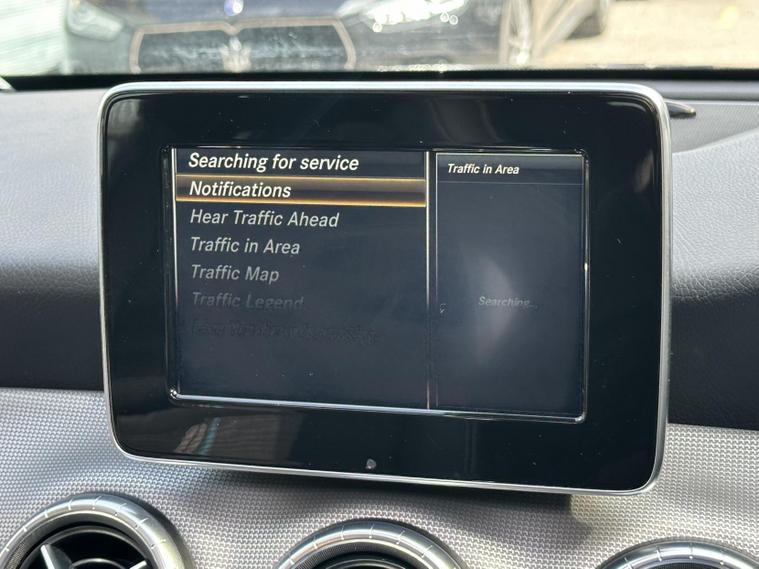 Searching for service
Notifications
Hear Traffic Ahead
Traffic in Area
Traffic Map
Traffic Legend
Traffic in Area
Searching...